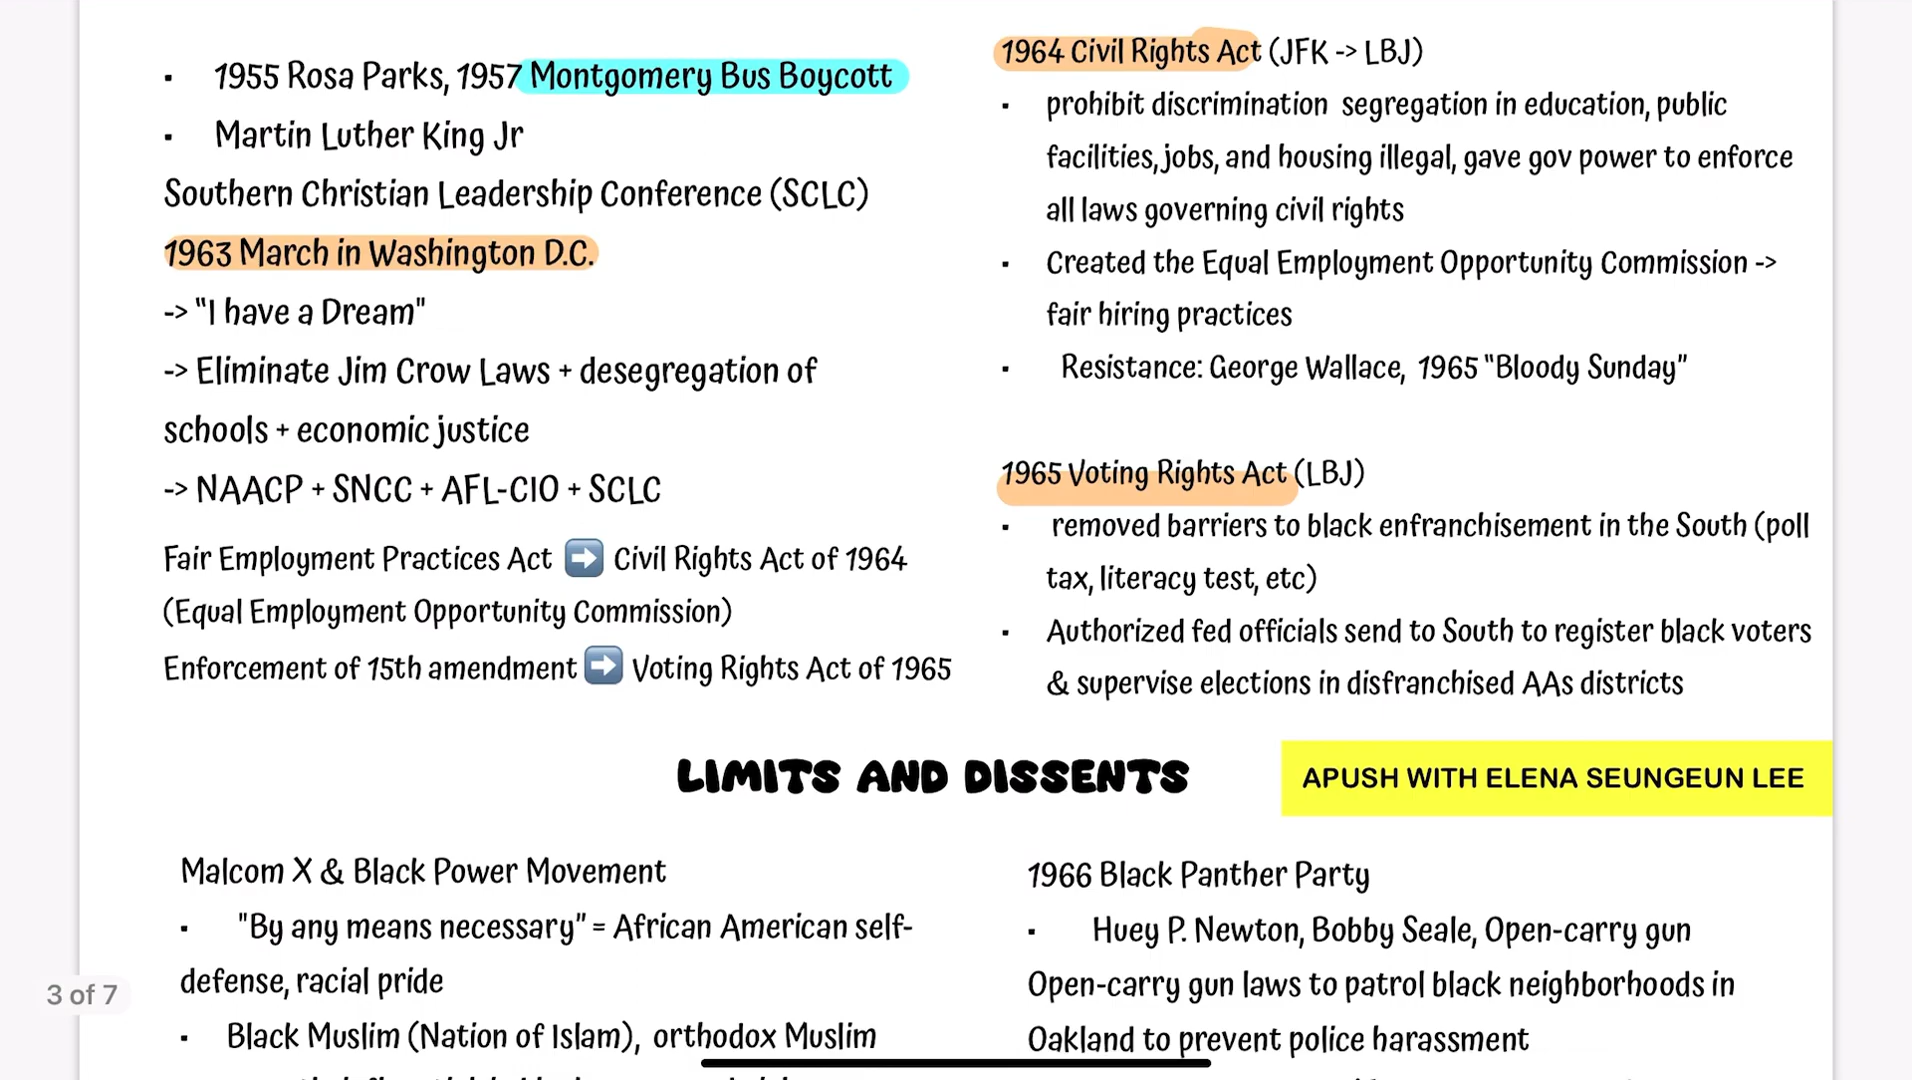 ▪ 1955 Rosa Parks, 1957 Montgomery Bus Boycott
▪ Martin Luther King Jr
Southern Christian Leadership Conference (SCLC)
1963 March in Washington D.C.
-> "I have a Dream"
-> Eliminate Jim Crow Laws + desegregation of
schools + economic justice
-> NAACP + SNCC + AFL-CIO + SCLC
Fair Employment Practices Act ➡️ Civil Rights Act of 1964
(Equal Employment Opportunity Commission)
Enforcement of 15th amendment ➡️ Voting Rights Act of 1965
1964 Civil Rights Act (JFK -> LBJ)
▪ prohibit discrimination segregation in education, public
facilities, jobs, and housing illegal, gave gov power to enforce
all laws governing civil rights
▪ Created the Equal Employment Opportunity Commission ->
fair hiring practices
▪ Resistance: George Wallace, 1965 "Bloody Sunday"
1965 Voting Rights Act (LBJ)
▪ removed barriers to black enfranchisement in the South (poll
tax, literacy test, etc)
▪ Authorized fed officials send to South to register black voters
& supervise elections in disfranchised AAs districts
LIMITS AND DISSENTS
APUSH WITH ELENA SEUNGEUN LEE
Malcom X & Black Power Movement
▪ "By any means necessary" = African American self-
defense, racial pride
▪ Black Muslim (Nation of Islam), orthodox Muslim
1966 Black Panther Party
▪ Huey P. Newton, Bobby Seale, Open-carry gun
Open-carry gun laws to patrol black neighborhoods in
Oakland to prevent police harassment
3 of 7